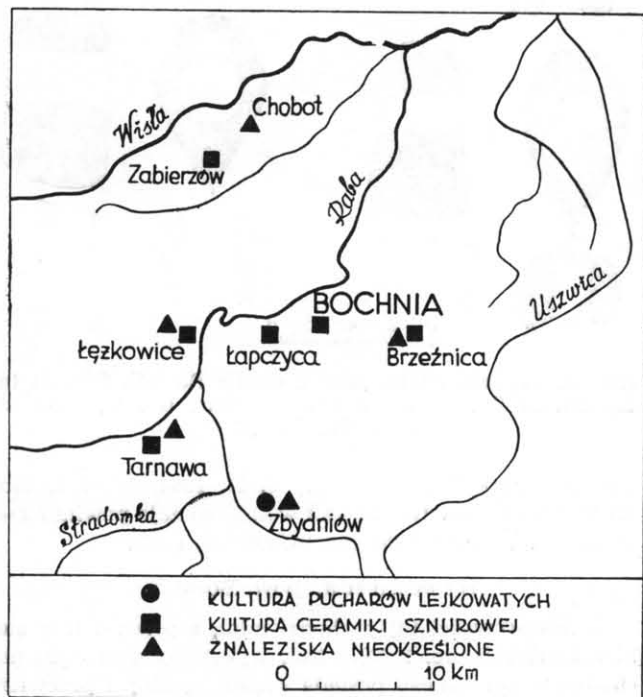 Wisła
Chobot
Zabierzów
Raba
BOCHNIA
Uszwica
Łężkowice
Łapczyca
Brzeźnica
Tarnawa
Stradomka
Zbydniów
KULTURA PUCHARÓW LEJKOWATYCH
KULTURA CERAMIKI SZNUROWEJ
ZNALEZISKA NIEOKREŚLONE
0 10 km